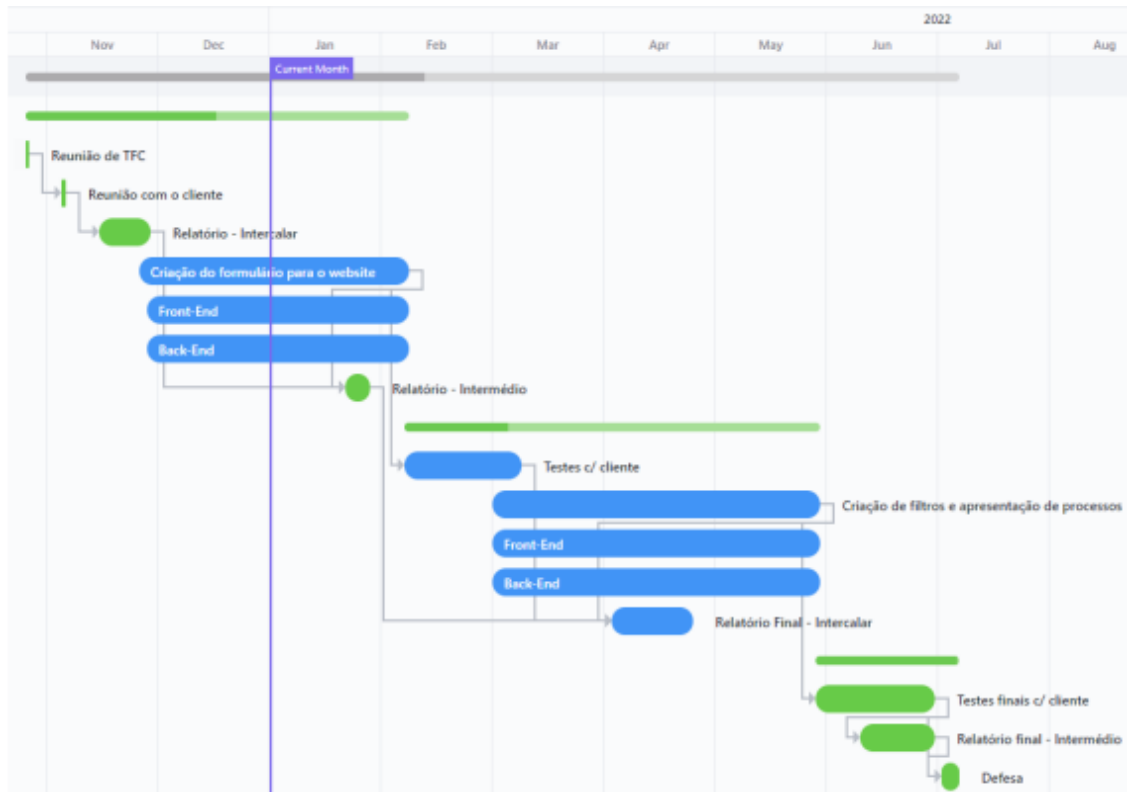 2022
Nov Dec Jan Feb Mar Apr May Jun Jul Aug
Current Month
Reunião de TFC
Reunião com o cliente
Relatório - Intercalar
Criação do formulário para o website
Front-End
Back-End
Relatório - Intermédio
Testes c/ cliente
Criação de filtros e apresentação de processos
Front-End
Back-End
Relatório Final - Intercalar
Testes finais c/ cliente
Relatório final - Intermédio
Defesa